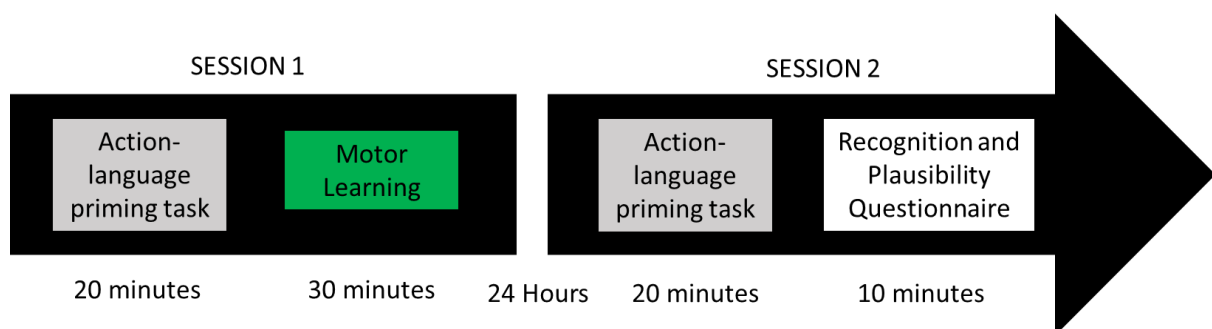 SESSION 1
SESSION 2
Action-
language
priming task
Motor
Learning
Action-
language
priming task
Recognition and
Plausibility
Questionnaire
20 minutes
30 minutes
24 Hours
20 minutes
10 minutes